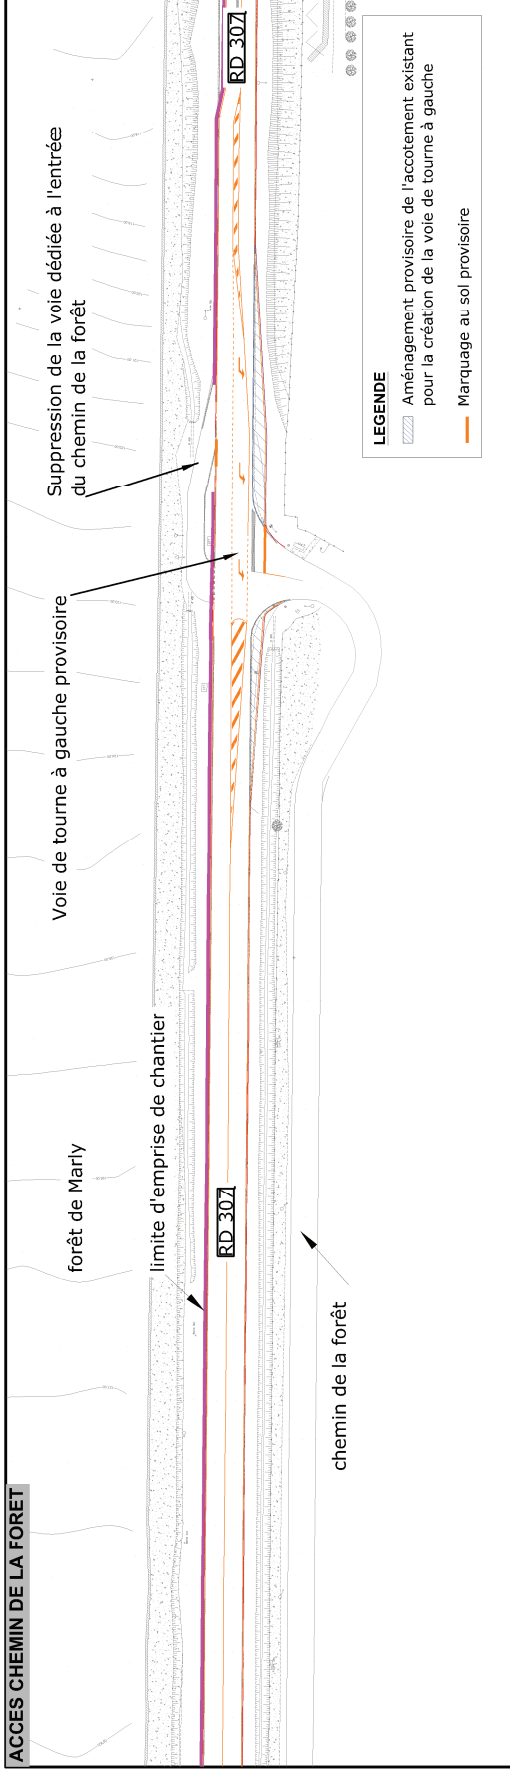 ACCES CHEMIN DE LA FORET
forêt de Marly
Voie de tourne à gauche provisoire
Suppression de la voie dédiée à l'entrée
du chemin de la forêt
limite d'emprise de chantier
RD 307
RD 307
chemin de la forêt
LEGENDE
Aménagement provisoire de l'accotement existant
pour la création de la voie de tourne à gauche
Marquage au sol provisoire